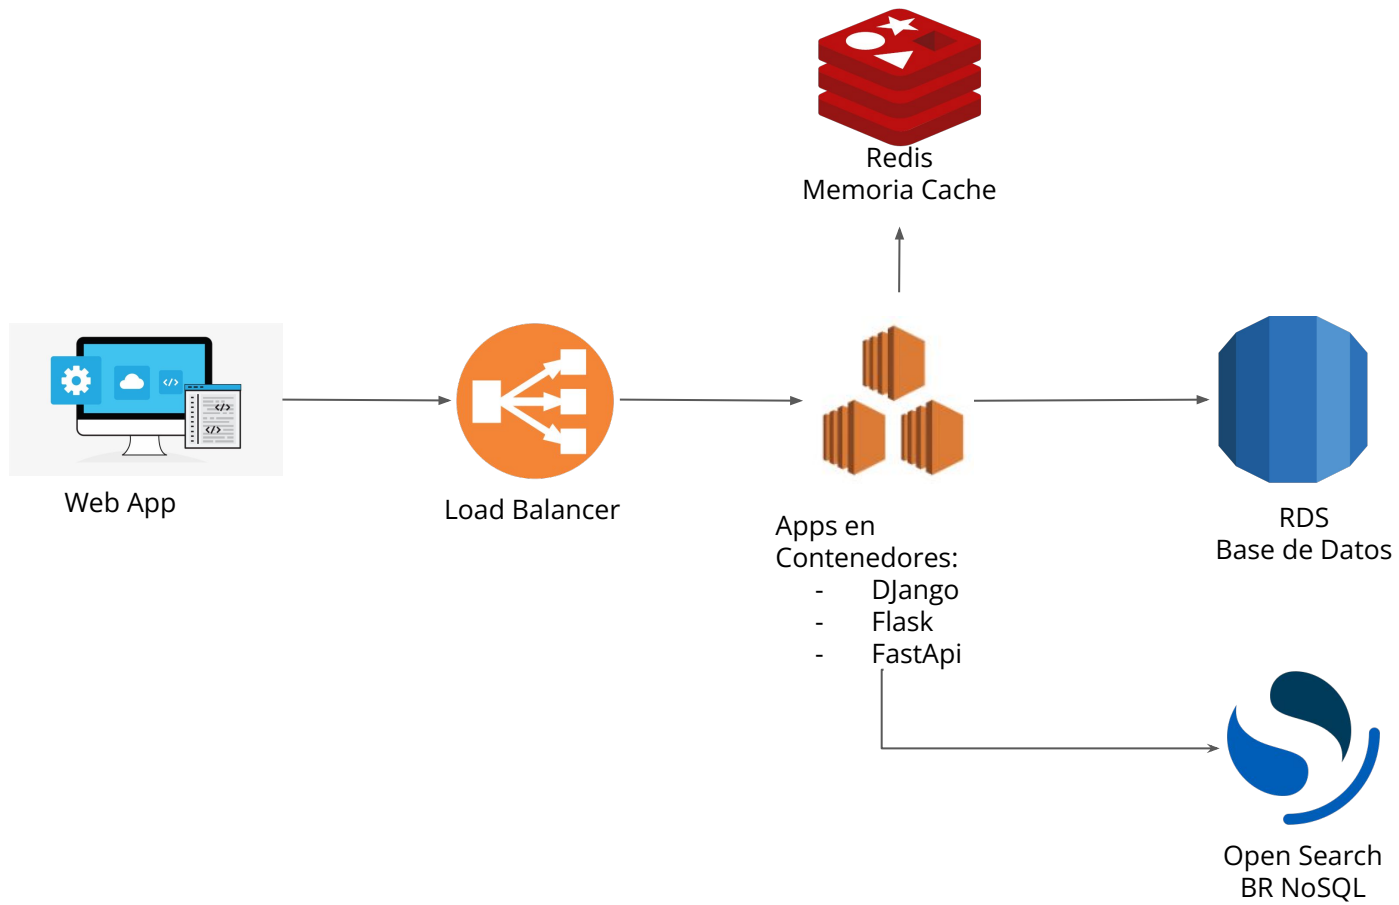 Redis
Memoria Cache
Web App
Load Balancer
Apps en
Contenedores:
- DJango
- Flask
- FastApi
RDS
Base de Datos
Open Search
BR NoSQL